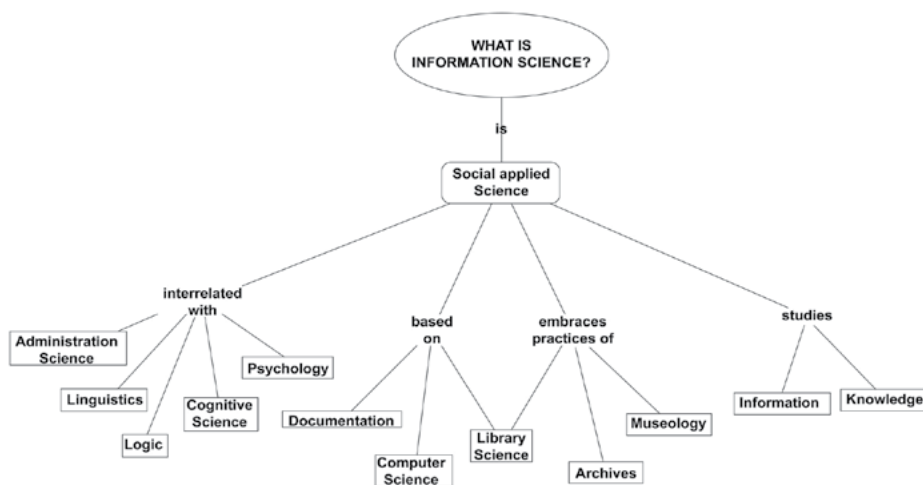 WHAT IS
INFORMATION SCIENCE?
is
Social applied
Science
interrelated
with
Administration
Science
Linguistics
Logic
Cognitive
Science
Psychology
based
on
Documentation
Computer
Science
Library
Science
embraces
practices of
Archives
Museology
studies
Information
Knowledge